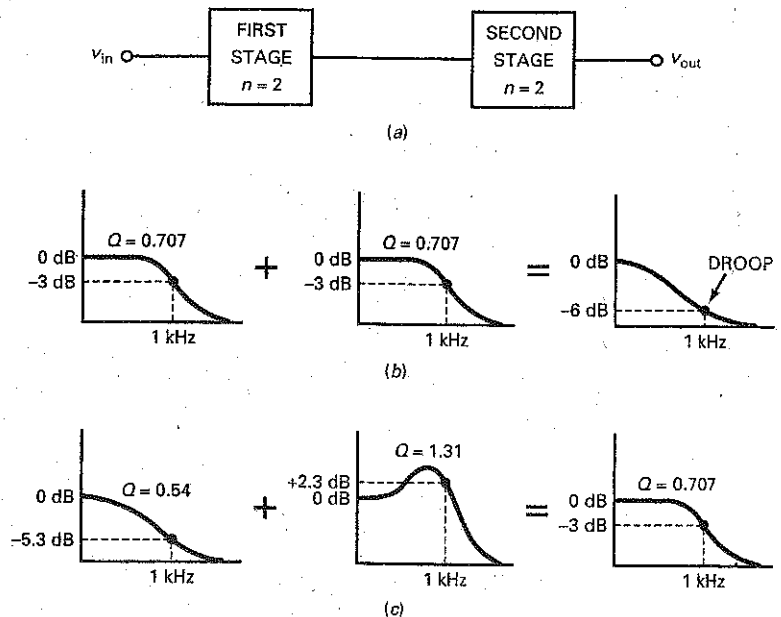 FIRST
STAGE
n = 2
SECOND
STAGE
n = 2
v_in
v_out
(a)
Q = 0.707
0 dB
−3 dB
1 kHz
+
Q = 0.707
0 dB
−3 dB
1 kHz
=
0 dB
DROOP
−6 dB
1 kHz
(b)
Q = 0.54
0 dB
−5.3 dB
1 kHz
+
Q = 1.31
+2.3 dB
0 dB
1 kHz
=
Q = 0.707
0 dB
−3 dB
1 kHz
(c)